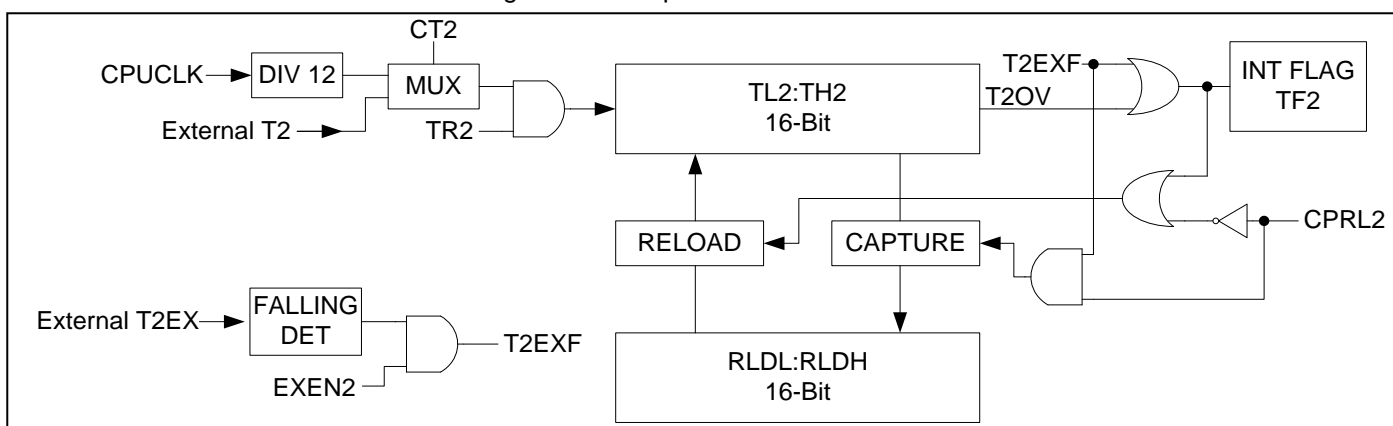 CT2
CPUCLK
DIV 12
MUX
External T2
TR2
TL2:TH2
16-Bit
T2EXF
T2OV
INT FLAG
TF2
RELOAD
CAPTURE
CPRL2
External T2EX
FALLING
DET
EXEN2
T2EXF
RLDL:RLDH
16-Bit